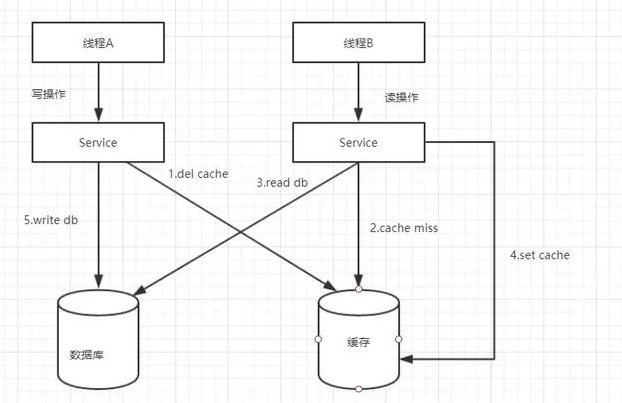 线程A
线程B
写操作
读操作
Service
Service
1.del cache
3.read db
5.write db
2.cache miss
4.set cache
数据库
缓存